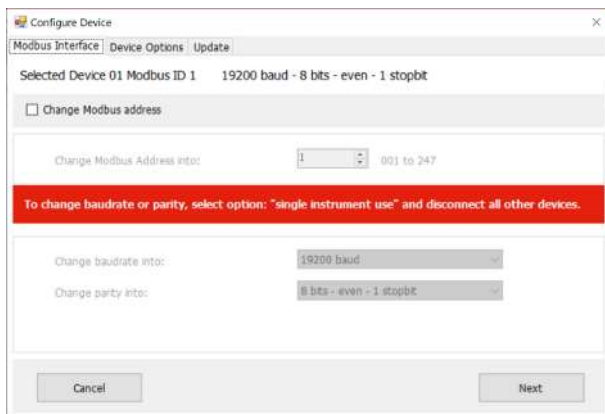 Configure Device
Modbus Interface Device Options Update
Selected Device 01 Modbus ID 1 19200 baud - 8 bits - even - 1 stopbit
Change Modbus address
Change Modbus Address into: 1 001 to 247
To change baudrate or parity, select option: "single instrument use" and disconnect all other devices.
Change baudrate into: 19200 baud
Change parity into: 8 bits - even - 1 stopbit
Cancel Next